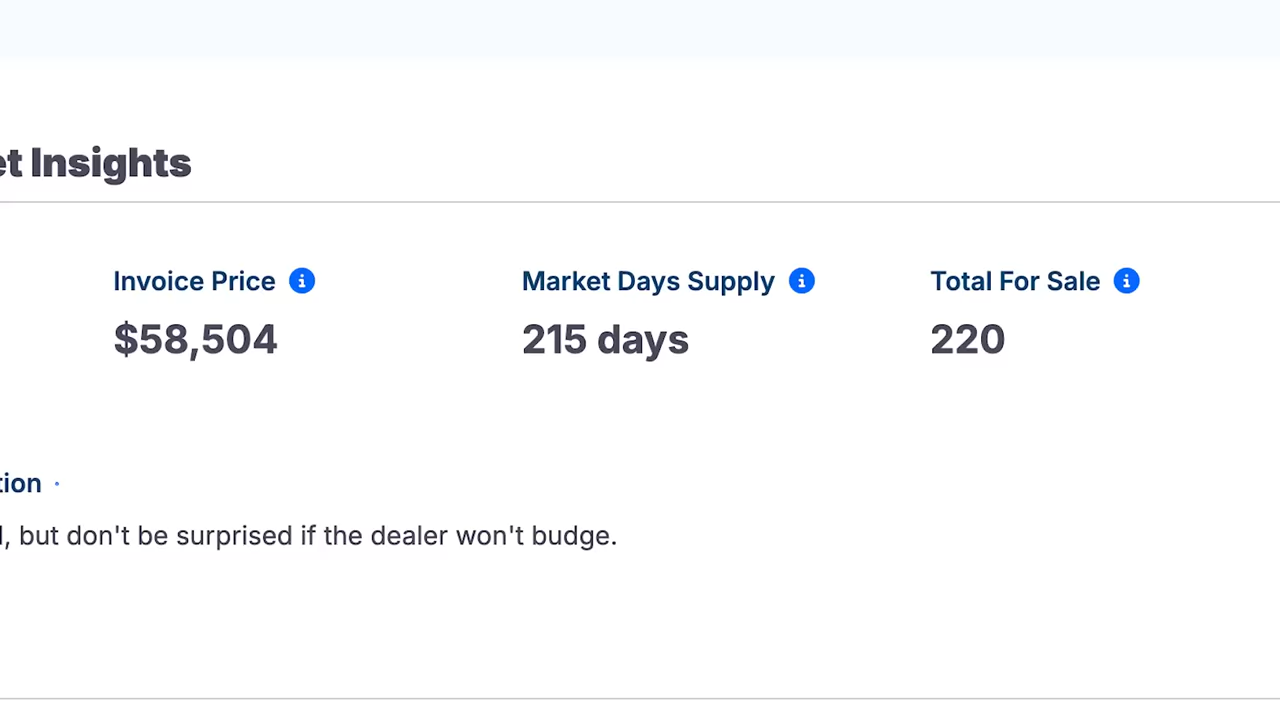 et Insights
Invoice Price
Market Days Supply
Total For Sale
$58,504
215 days
220
tion ·
, but don't be surprised if the dealer won't budge.